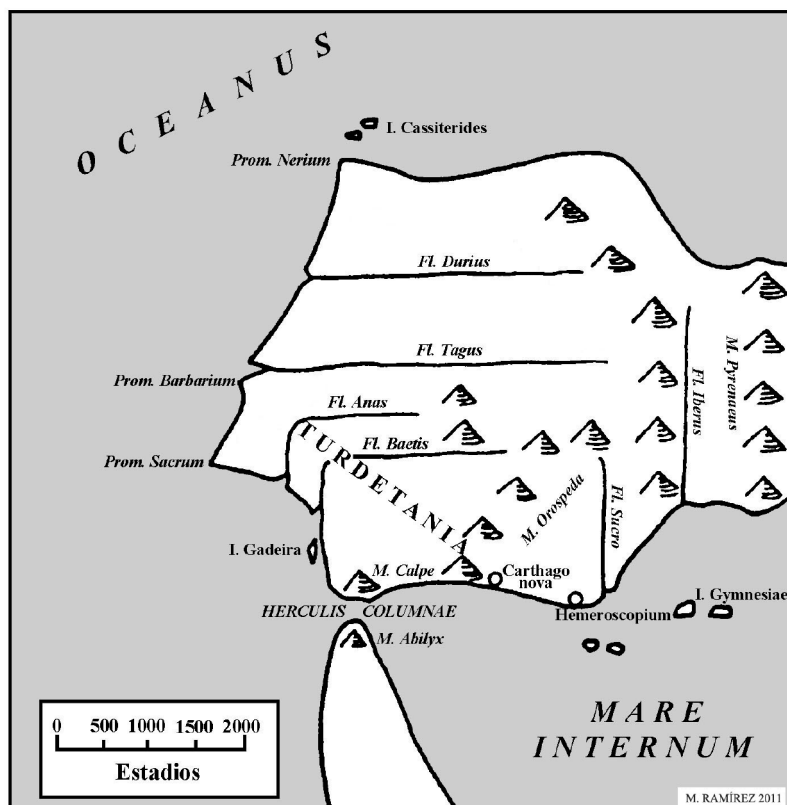 OCEANUS
I. Cassiterides
Prom. Nerium
Fl. Durius
Fl. Tagus
M. Pyrenaeus
Fl. Iberus
Prom. Barbarium
Fl. Anas
TURDETANIA
Fl. Baetis
Prom. Sacrum
M. Orospeda
Fl. Sucro
I. Gadeira
M. Calpe
Carthago
nova
I. Gymnesiae
HERCULIS COLUMNAE
Hemeroscopium
M. Abilyx
MARE
INTERNUM
0 500 1000 1500 2000
Estadios
M. RAMÍREZ 2011